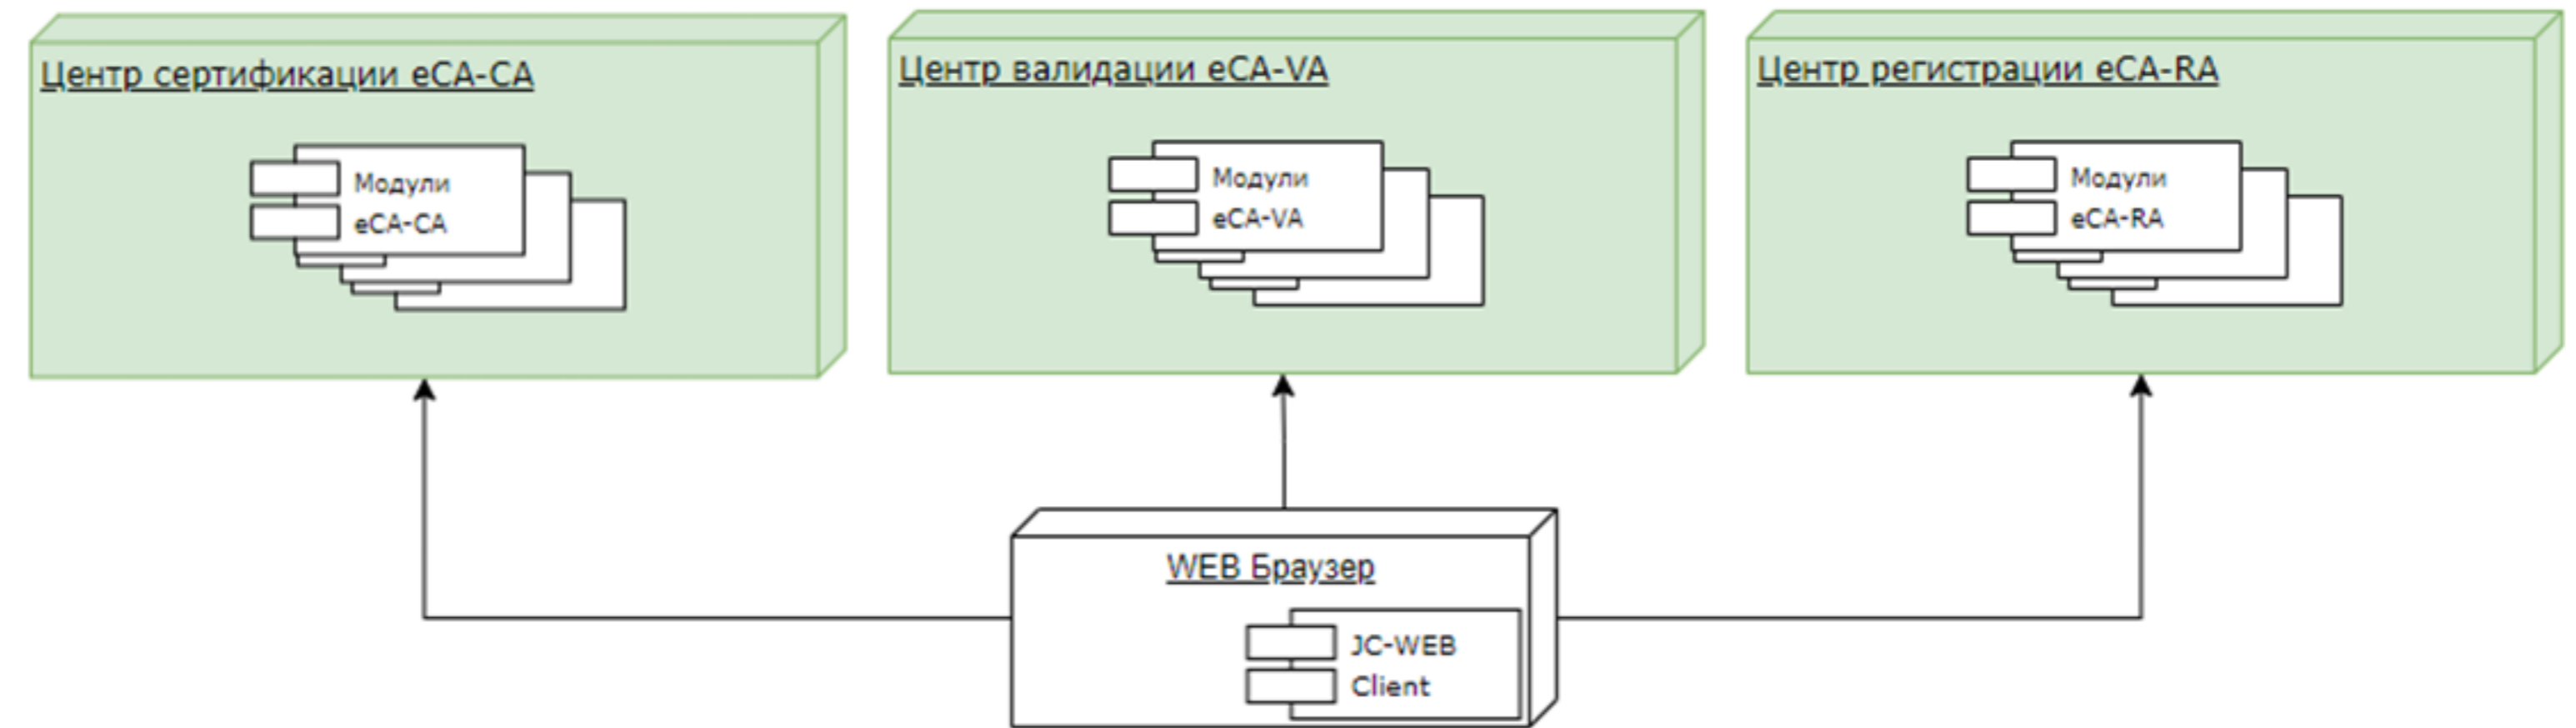 Центр сертификации eCA-CA
Модули
eCA-CA
Центр валидации eCA-VA
Модули
eCA-VA
Центр регистрации eCA-RA
Модули
eCA-RA
WEB Браузер
JC-WEB
Client